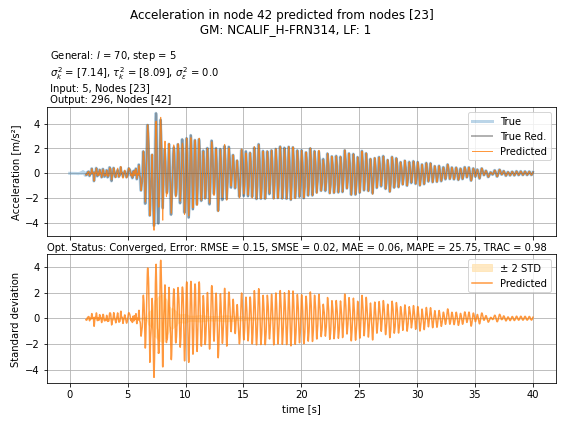 Acceleration in node 42 predicted from nodes [23]
GM: NCALIF_H-FRN314, LF: 1
General: l = 70, step = 5
σ²ₖ = [7.14], τ²ₖ = [8.09], σ²ₑ = 0.0
Input: 5, Nodes [23]
Output: 296, Nodes [42]
Acceleration [m/s²]
4
2
0
−2
−4
True
True Red.
Predicted
Opt. Status: Converged, Error: RMSE = 0.15, SMSE = 0.02, MAE = 0.06, MAPE = 25.75, TRAC = 0.98
Standard deviation
4
2
0
−2
−4
± 2 STD
Predicted
0 5 10 15 20 25 30 35 40
time [s]